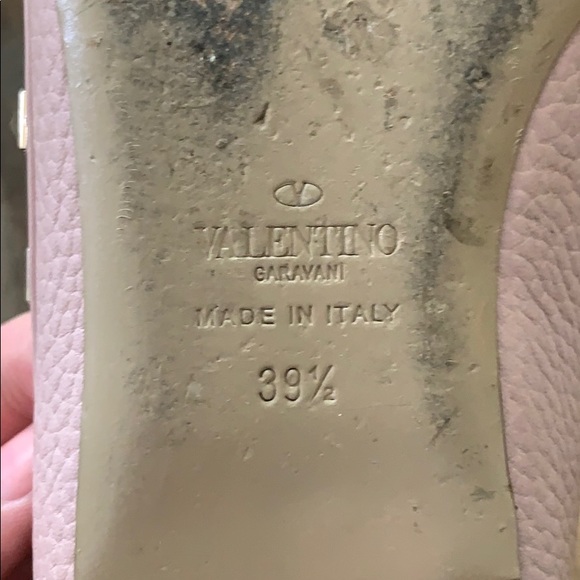 VALENTINO
GARAVANI
MADE IN ITALY
39½